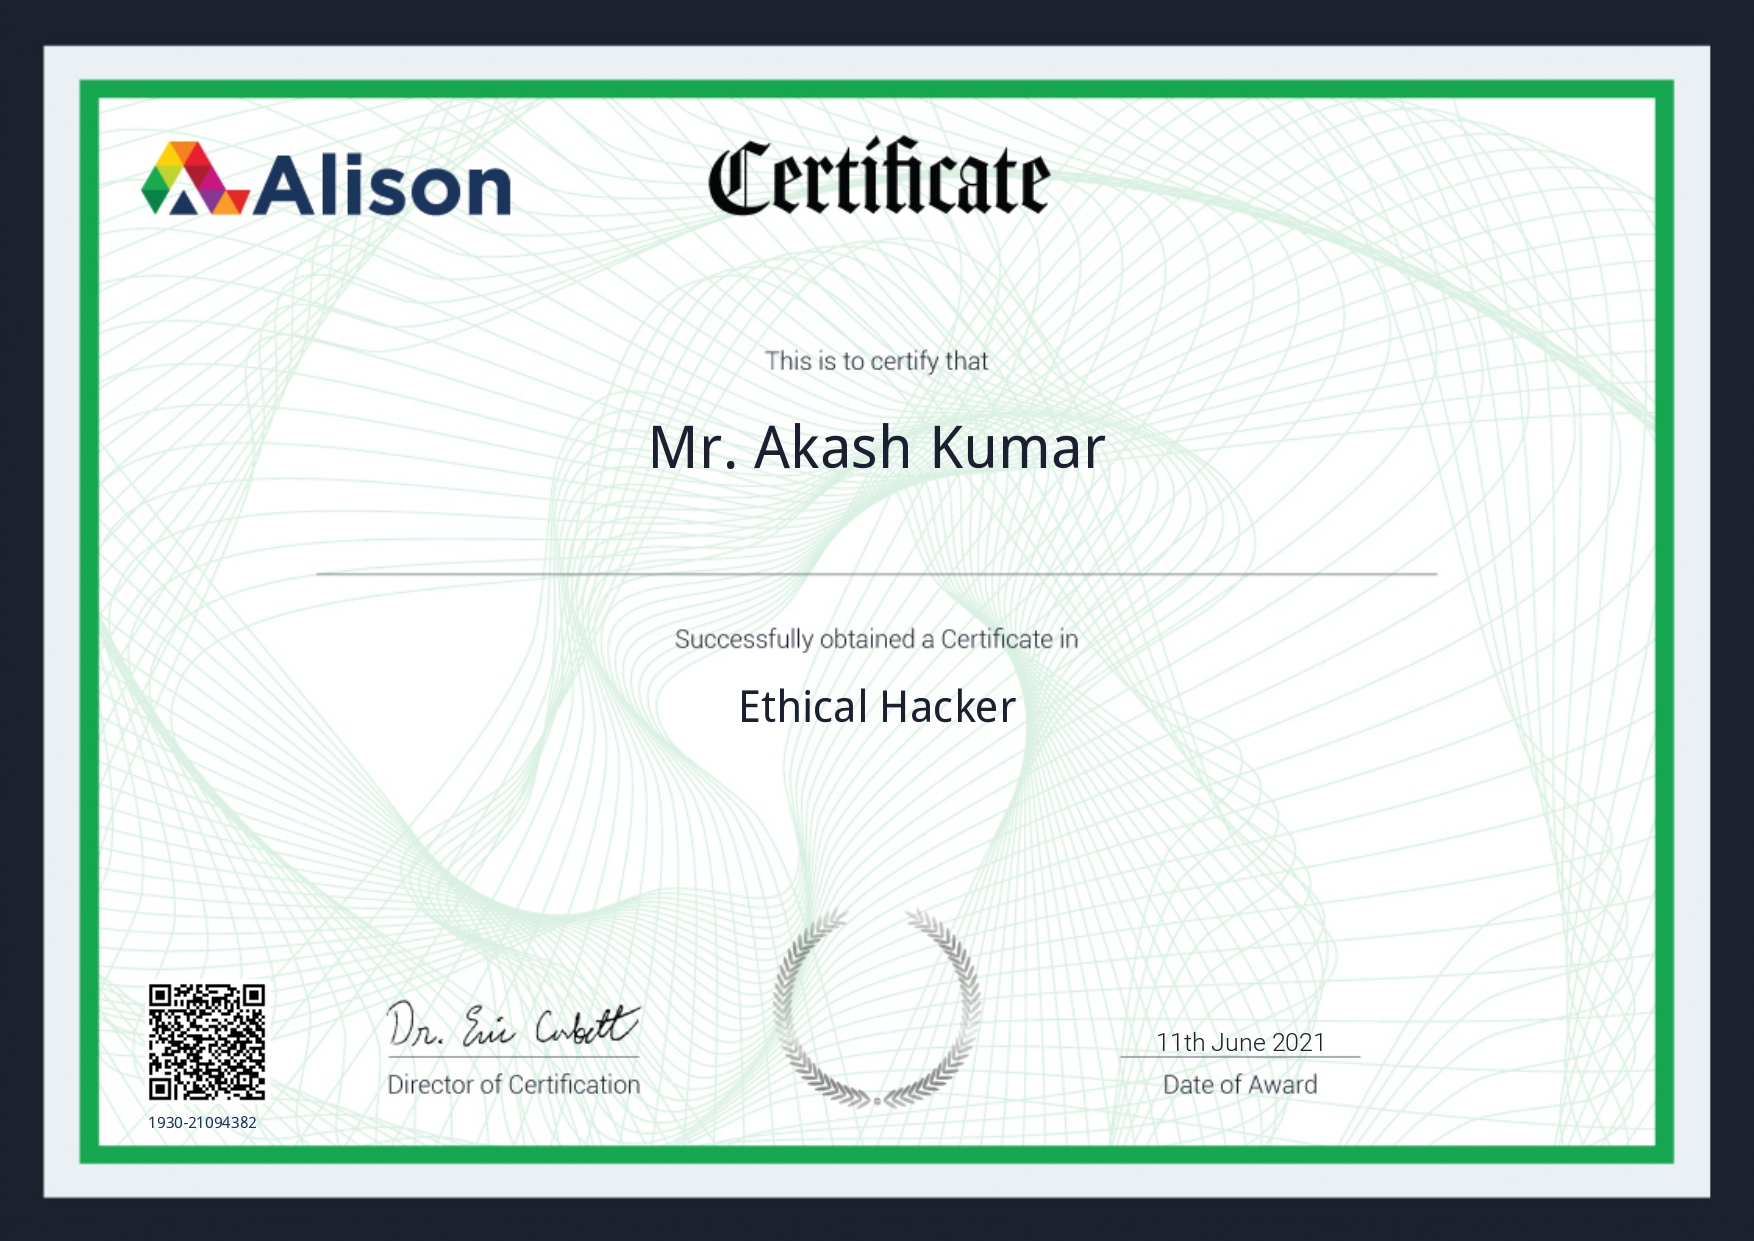 Alison
Certificate
This is to certify that
Mr. Akash Kumar
Successfully obtained a Certificate in
Ethical Hacker
Dr. Eric Corbett
Director of Certification
11th June 2021
Date of Award
1930-21094382